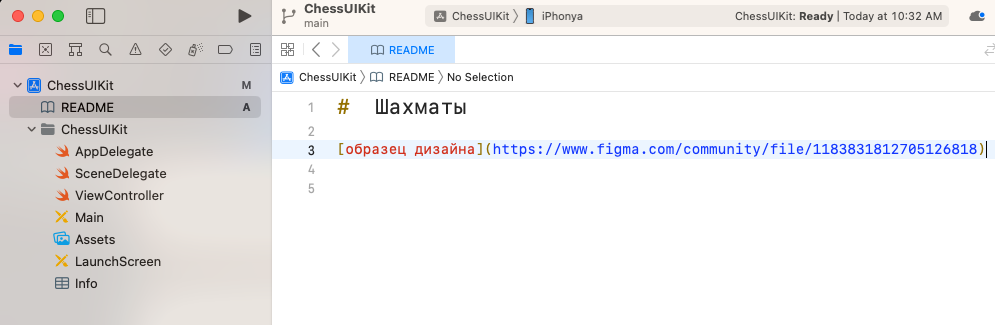 ChessUIKit
main
ChessUIKit
iPhonya
ChessUIKit: Ready | Today at 10:32 AM
README
ChessUIKit M
README A
ChessUIKit
AppDelegate
SceneDelegate
ViewController
Main
Assets
LaunchScreen
Info
ChessUIKit
README
No Selection
1 # Шахматы
2
3 [образец дизайна](https://www.figma.com/community/file/1183831812705126818)
4
5